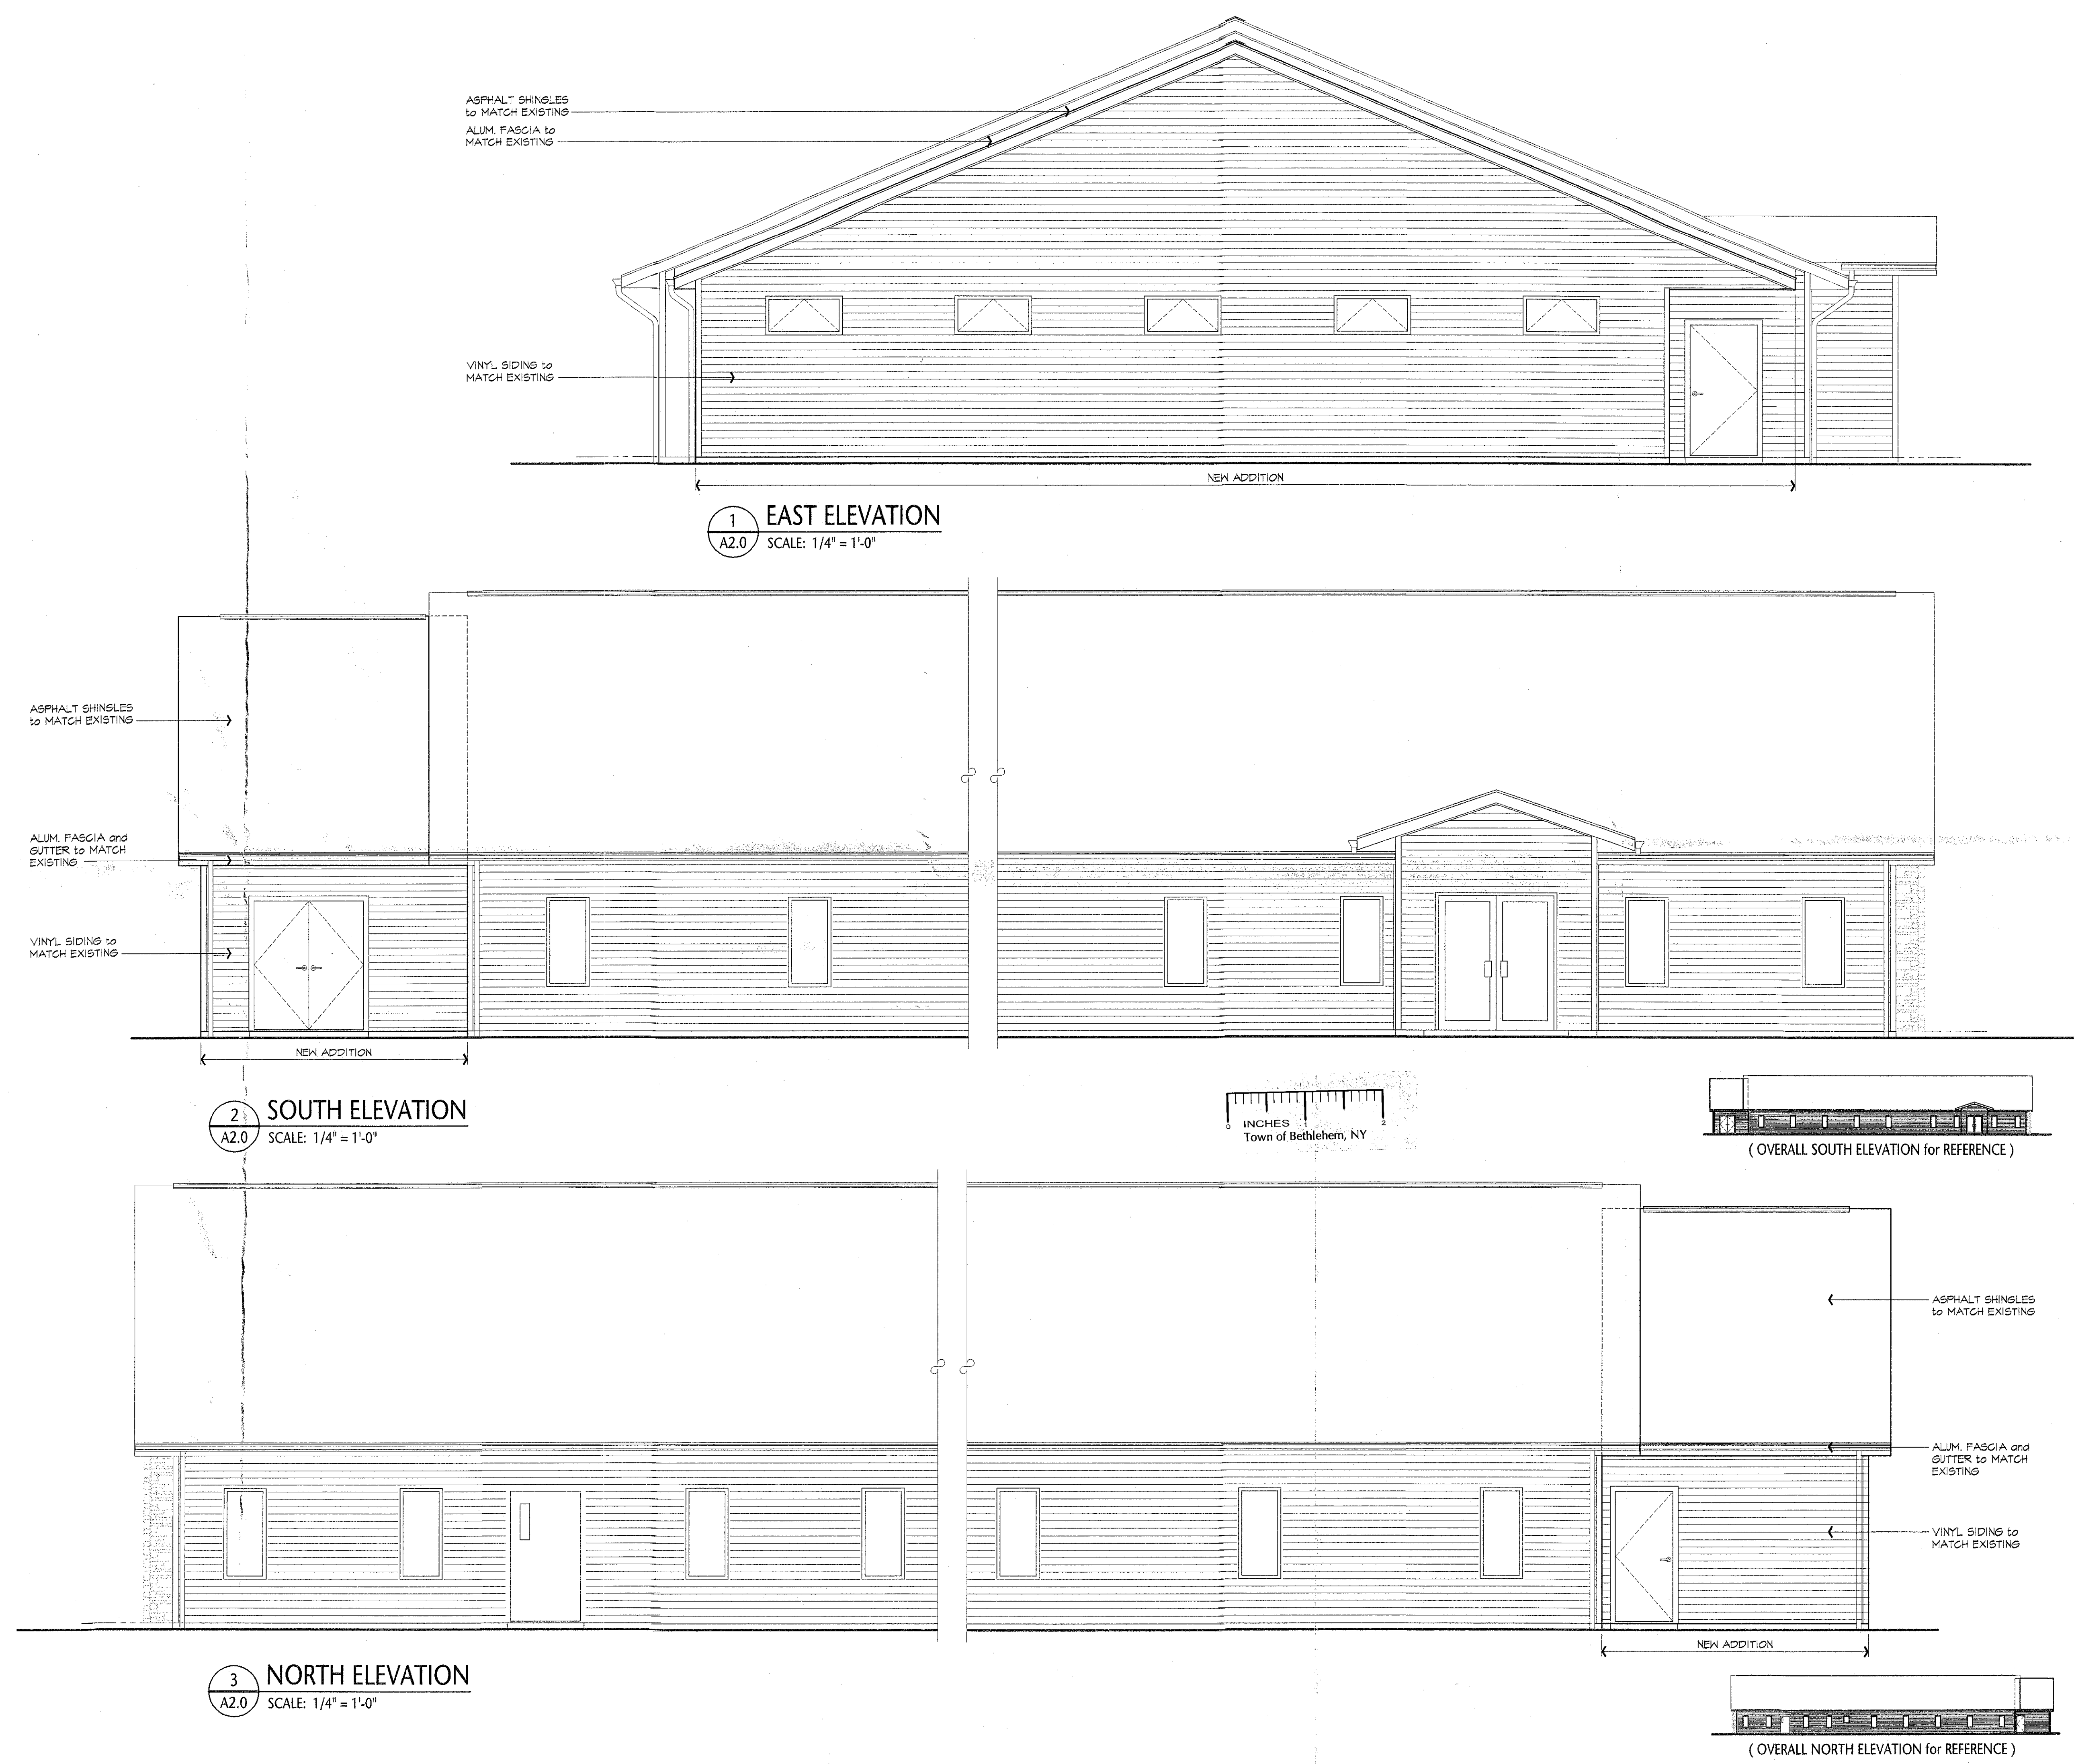 ASPHALT SHINGLES
to MATCH EXISTING
ALUM. FASCIA to
MATCH EXISTING
VINYL SIDING to
MATCH EXISTING
NEW ADDITION
1
A2.0
EAST ELEVATION
SCALE: 1/4" = 1'-0"
ASPHALT SHINGLES
to MATCH EXISTING
ALUM. FASCIA and
GUTTER to MATCH
EXISTING
VINYL SIDING to
MATCH EXISTING
NEW ADDITION
2
A2.0
SOUTH ELEVATION
SCALE: 1/4" = 1'-0"
0 INCHES 1 2
Town of Bethlehem, NY
( OVERALL SOUTH ELEVATION for REFERENCE )
ASPHALT SHINGLES
to MATCH EXISTING
ALUM. FASCIA and
GUTTER to MATCH
EXISTING
VINYL SIDING to
MATCH EXISTING
NEW ADDITION
3
A2.0
NORTH ELEVATION
SCALE: 1/4" = 1'-0"
( OVERALL NORTH ELEVATION for REFERENCE )